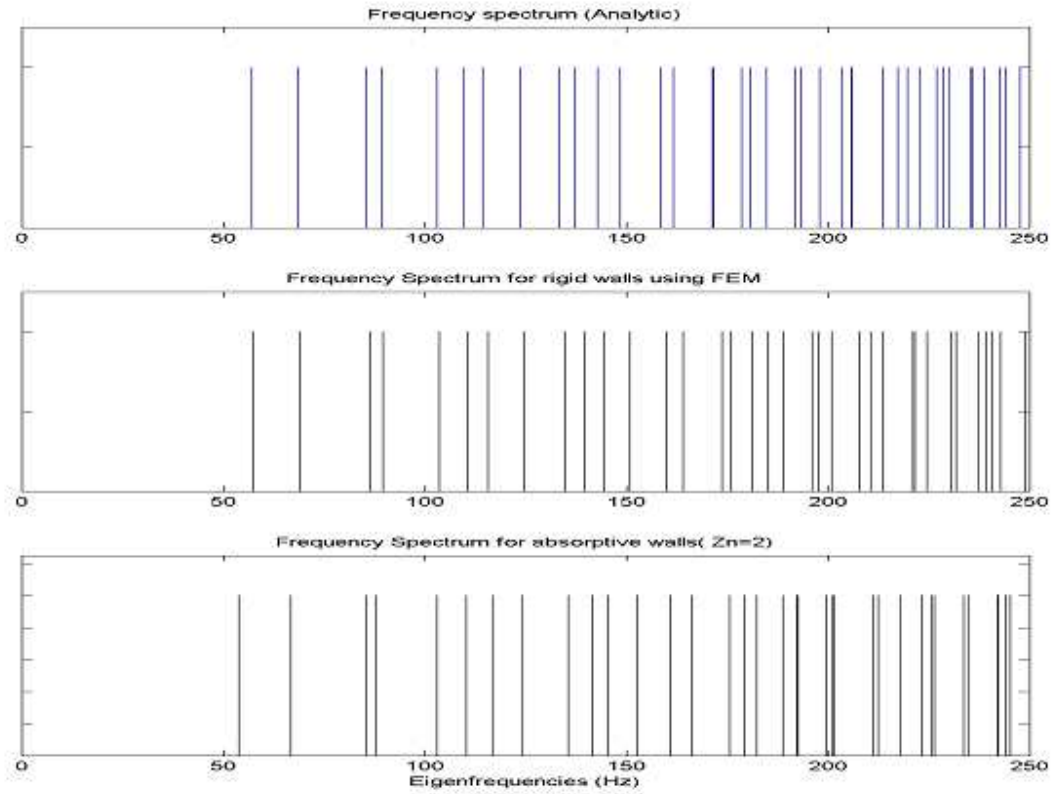 Frequency spectrum (Analytic)
0 50 100 150 200 250
Frequency Spectrum for rigid walls using FEM
0 50 100 150 200 250
Frequency Spectrum for absorptive walls( Zn=2)
0 50 100 150 200 250
Eigenfrequencies (Hz)